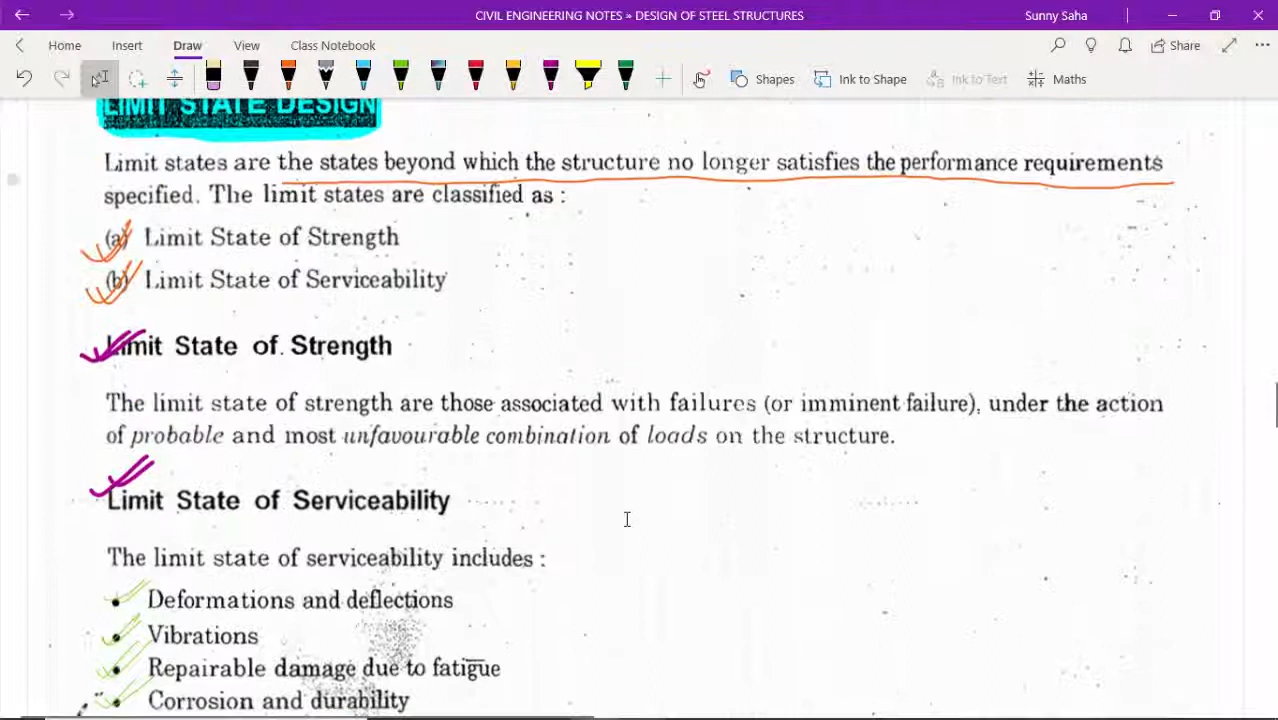 CIVIL ENGINEERING NOTES » DESIGN OF STEEL STRUCTURES
Sunny Saha
Home Insert Draw View Class Notebook
Share
Shapes Ink to Shape Ink to Text Maths
LIMIT STATE DESIGN
Limit states are the states beyond which the structure no longer satisfies the performance requirements
specified. The limit states are classified as :
(a) Limit State of Strength
(b) Limit State of Serviceability
Limit State of Strength
The limit state of strength are those associated with failures (or imminent failure), under the action
of probable and most unfavourable combination of loads on the structure.
Limit State of Serviceability
The limit state of serviceability includes :
• Deformations and deflections
• Vibrations
• Repairable damage due to fatigue
• Corrosion and durability